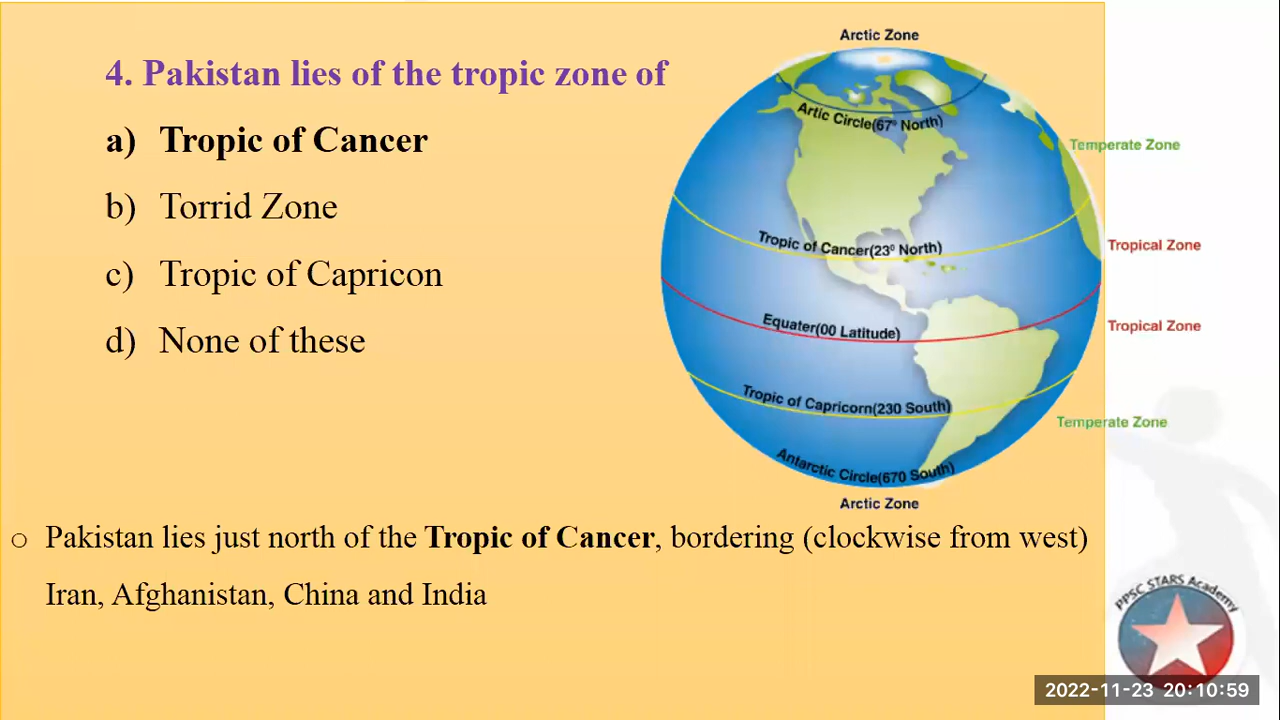 4. Pakistan lies of the tropic zone of
a) Tropic of Cancer
b) Torrid Zone
c) Tropic of Capricon
d) None of these
Arctic Zone
Artic Circle(67⁰ North)
Temperate Zone
Tropic of Cancer(23⁰ North)
Tropical Zone
Equater(00 Latitude)
Tropical Zone
Tropic of Capricorn(230 South)
Temperate Zone
Antarctic Circle(670 South)
Arctic Zone
○ Pakistan lies just north of the Tropic of Cancer, bordering (clockwise from west)
Iran, Afghanistan, China and India
PPSC STARS Academy
2022-11-23 20:10:59